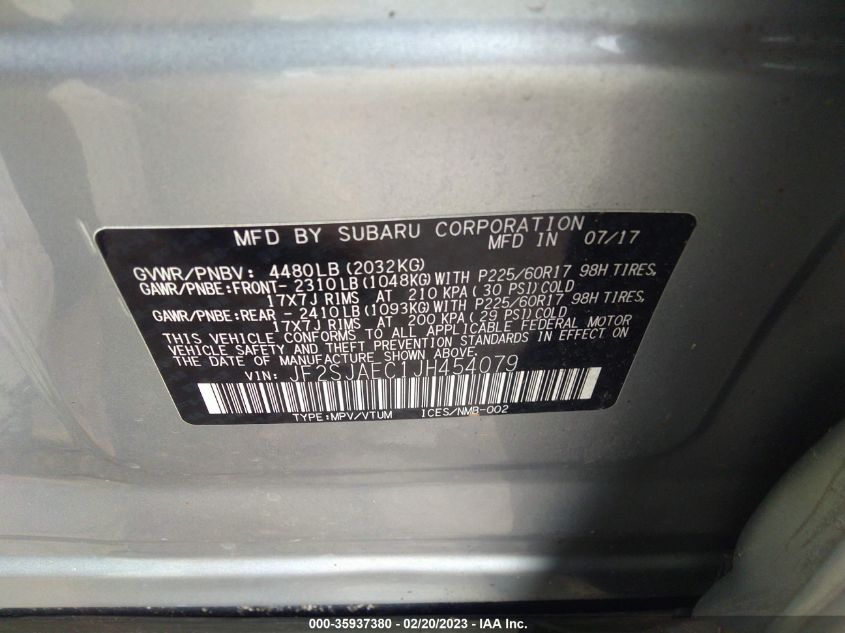 MFD BY SUBARU CORPORATION
MFD IN 07/17
GVWR/PNBV: 4480LB(2032KG)
GAWR/PNBE:FRONT- 2310LB(1048KG)WITH P225/60R17 98H TIRES,
17X7J RIMS AT 210 KPA(30 PSI)COLD
GAWR/PNBE:REAR - 2410LB(1093KG)WITH P225/60R17 98H TIRES,
17X7J RIMS AT 200 KPA(29 PSI)COLD
THIS VEHICLE CONFORMS TO ALL APPLICABLE FEDERAL MOTOR
VEHICLE SAFETY AND THEFT PREVENTION STANDARDS IN EFFECT ON
THE DATE OF MANUFACTURE SHOWN ABOVE.
VIN: JF2SJAEC1JH454079
TYPE:MPV/VTUM ICES/NMB-002
000-35937380 — 02/20/2023 — IAA Inc.